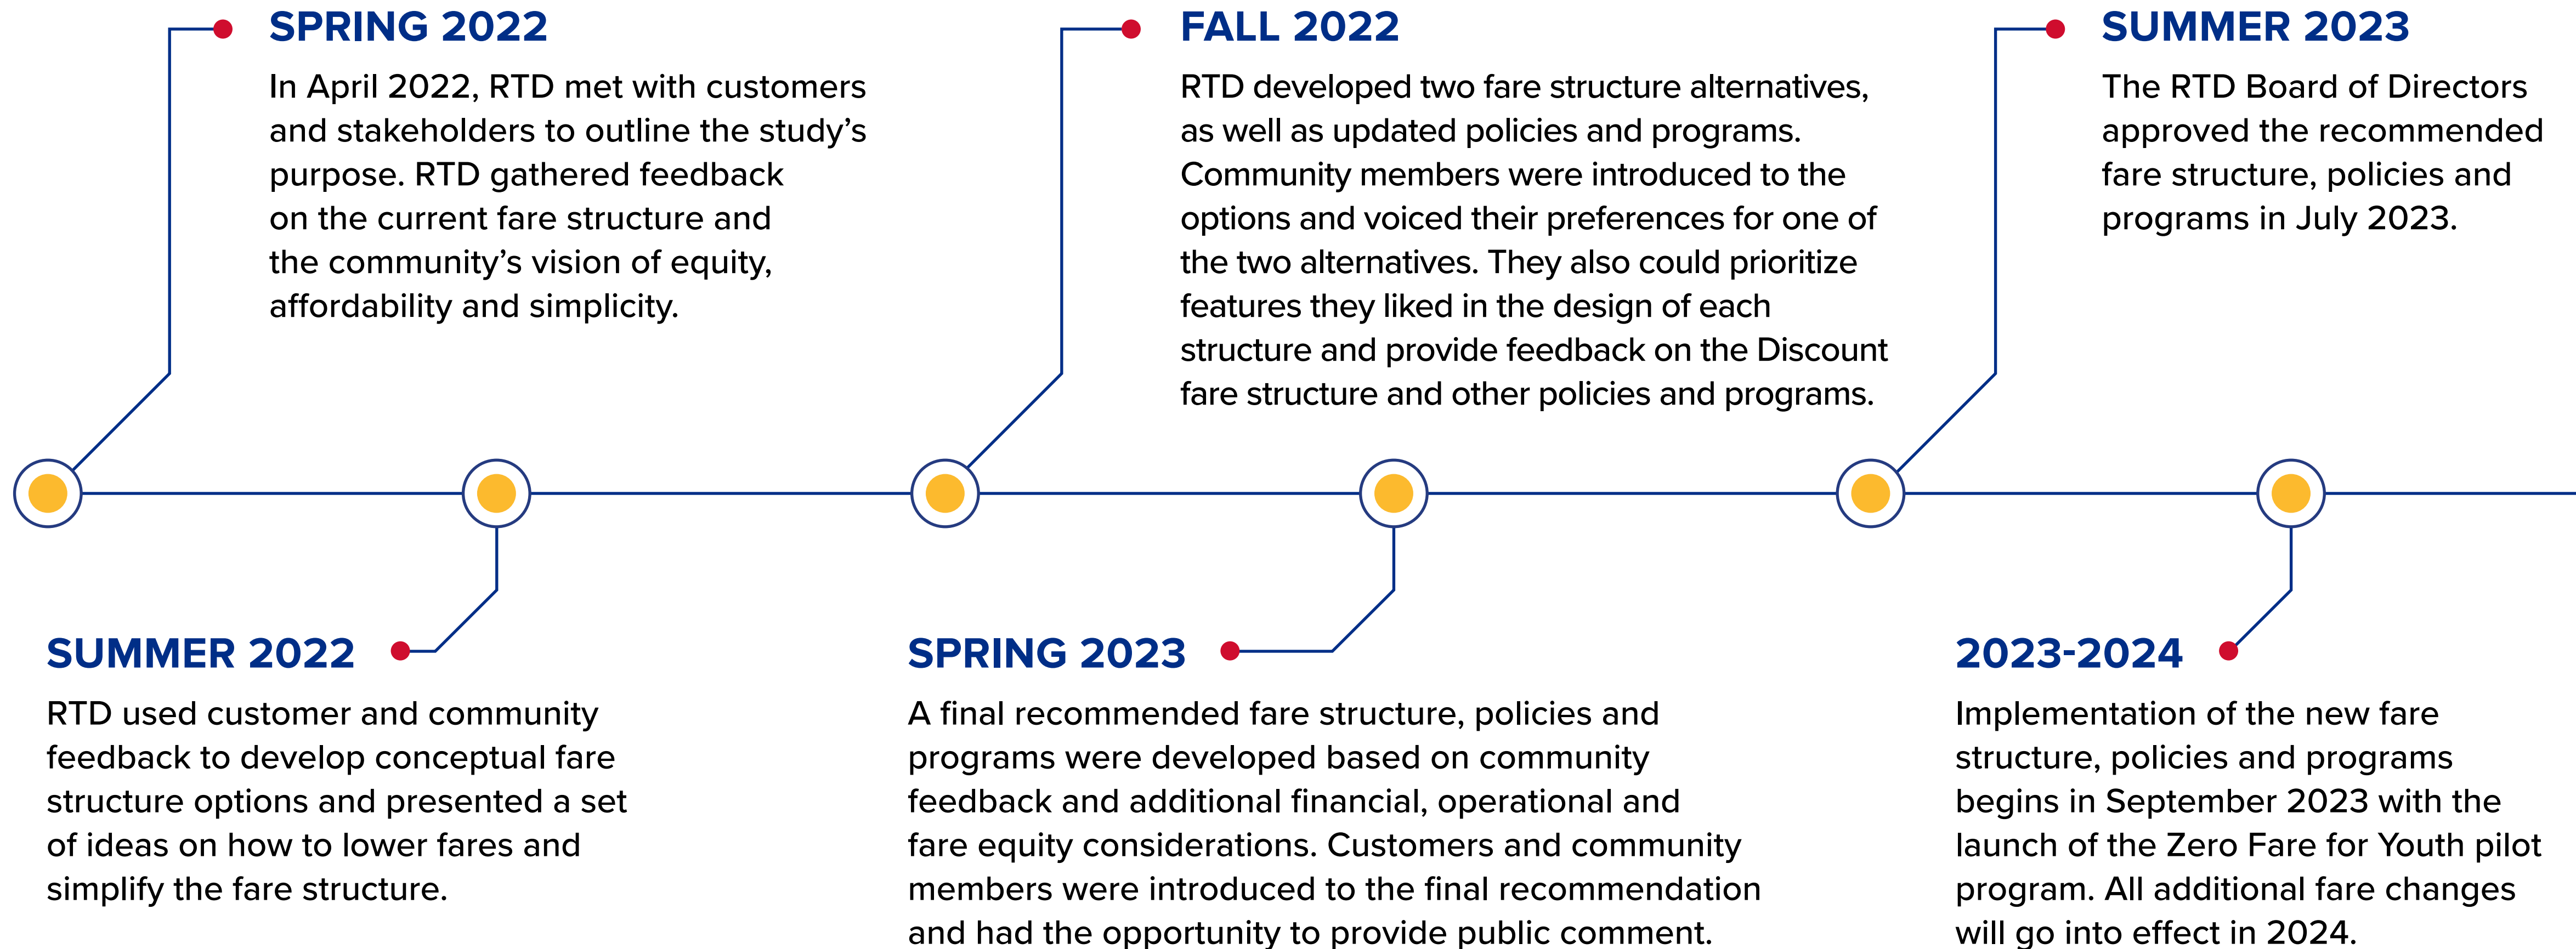 SPRING 2022
In April 2022, RTD met with customers
and stakeholders to outline the study’s
purpose. RTD gathered feedback
on the current fare structure and
the community’s vision of equity,
affordability and simplicity.
SUMMER 2022
RTD used customer and community
feedback to develop conceptual fare
structure options and presented a set
of ideas on how to lower fares and
simplify the fare structure.
FALL 2022
RTD developed two fare structure alternatives,
as well as updated policies and programs.
Community members were introduced to the
options and voiced their preferences for one of
the two alternatives. They also could prioritize
features they liked in the design of each
structure and provide feedback on the Discount
fare structure and other policies and programs.
SPRING 2023
A final recommended fare structure, policies and
programs were developed based on community
feedback and additional financial, operational and
fare equity considerations. Customers and community
members were introduced to the final recommendation
and had the opportunity to provide public comment.
SUMMER 2023
The RTD Board of Directors
approved the recommended
fare structure, policies and
programs in July 2023.
2023-2024
Implementation of the new fare
structure, policies and programs
begins in September 2023 with the
launch of the Zero Fare for Youth pilot
program. All additional fare changes
will go into effect in 2024.